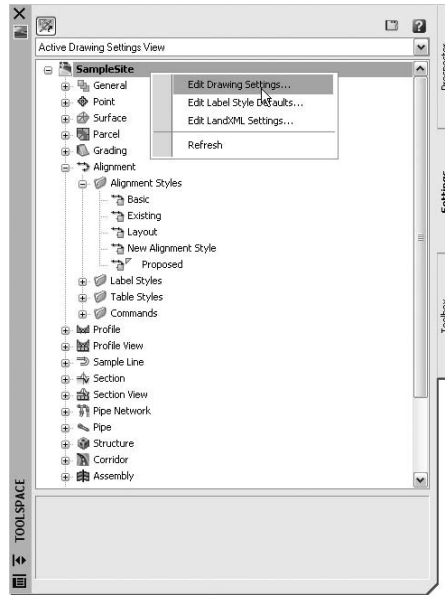 Active Drawing Settings View
SampleSite
General
Point
Surface
Parcel
Grading
Alignment
Alignment Styles
Basic
Existing
Layout
New Alignment Style
Proposed
Label Styles
Table Styles
Commands
Profile
Profile View
Sample Line
Section
Section View
Pipe Network
Pipe
Structure
Corridor
Assembly
Edit Drawing Settings...
Edit Label Style Defaults...
Edit LandXML Settings...
Refresh
Prospector
Settings
Toolbox
TOOLSPACE